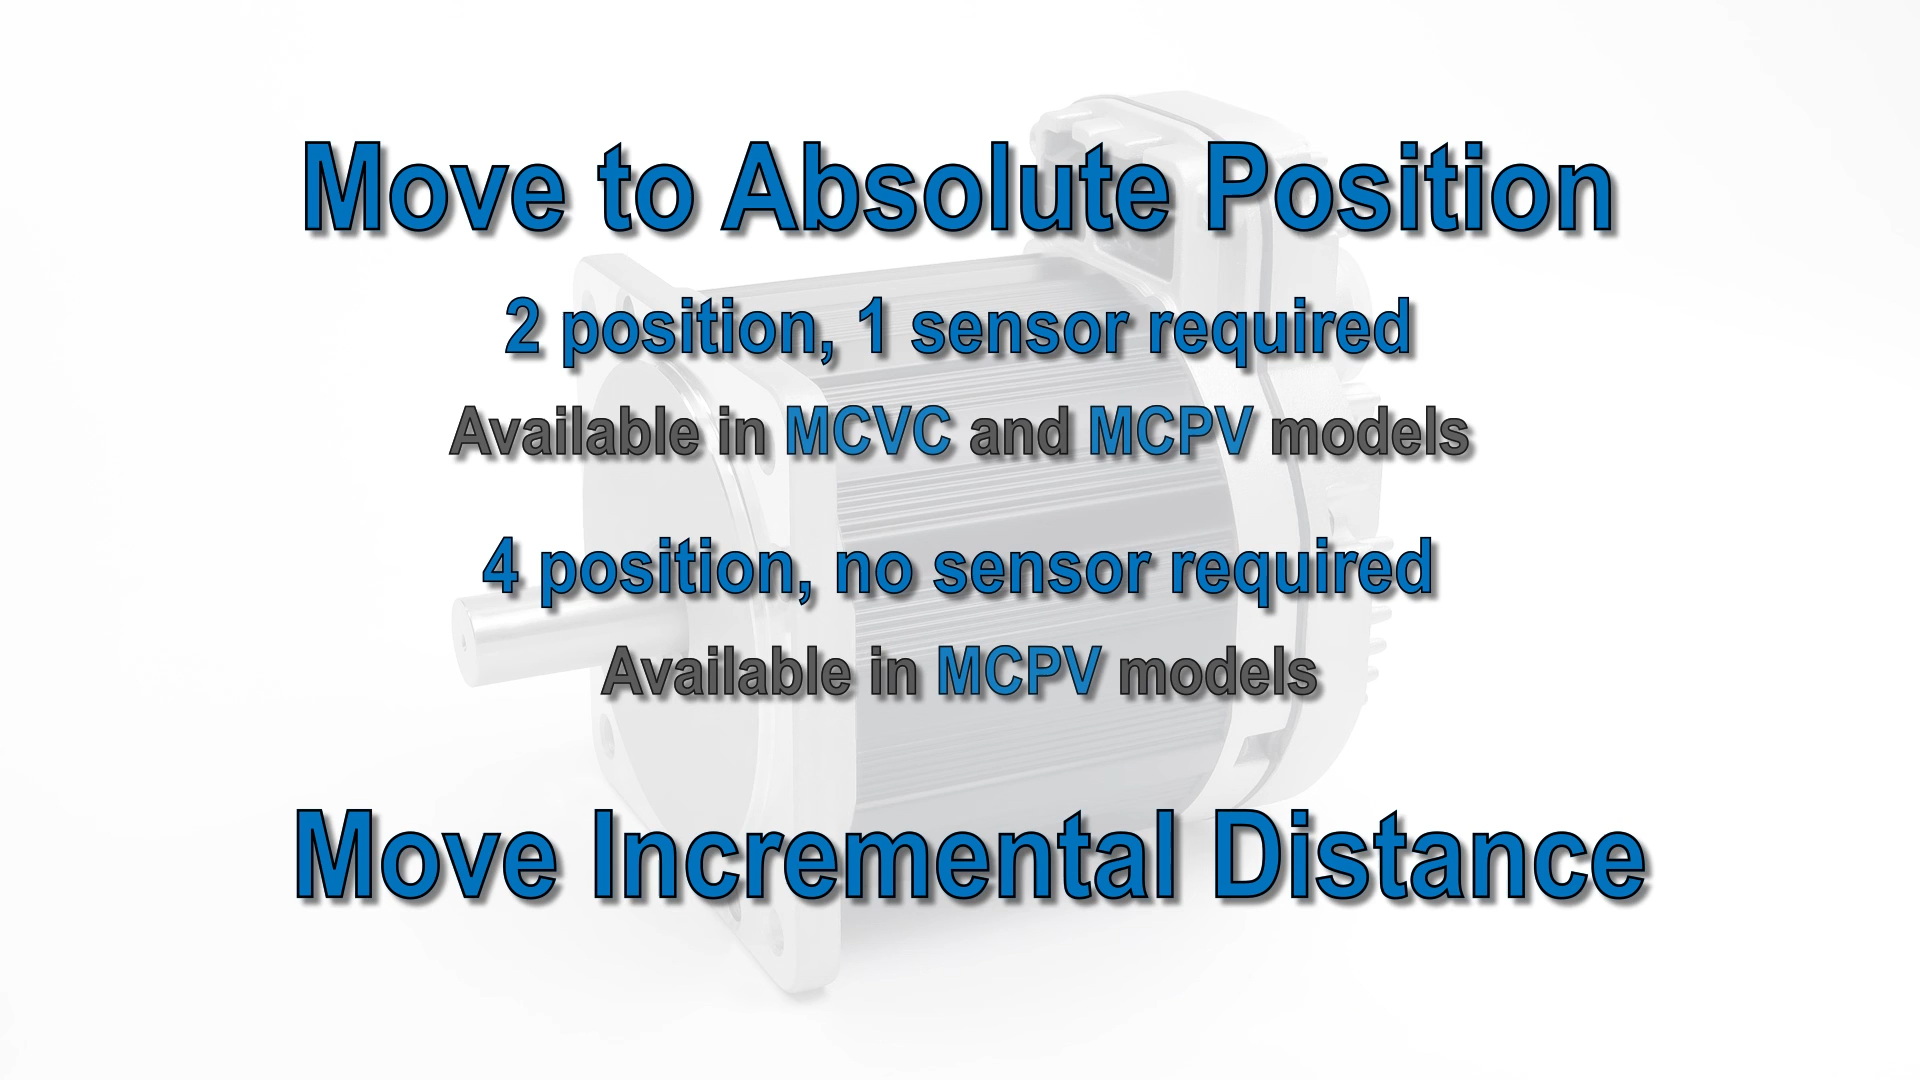 Move to Absolute Position
2 position, 1 sensor required
Available in MCVC and MCPV models
4 position, no sensor required
Available in MCPV models
Move Incremental Distance